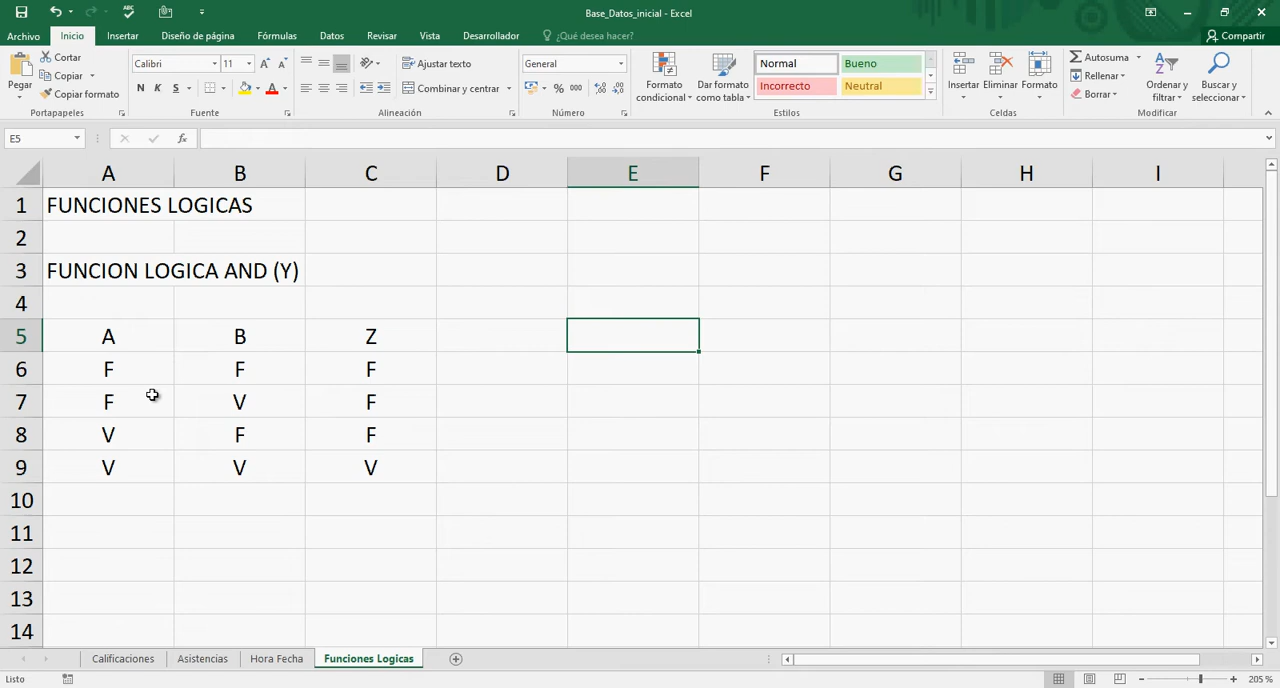 Base_Datos_inicial - Excel
Archivo Inicio Insertar Diseño de página Fórmulas Datos Revisar Vista Desarrollador ¿Qué desea hacer? Compartir
Pegar
Cortar
Copiar
Copiar formato
Portapapeles
Calibri 11
N K S A
Fuente
Ajustar texto
Combinar y centrar
Alineación
General
% 000
Número
Formato condicional
Dar formato como tabla
Normal Bueno
Incorrecto Neutral
Estilos
Insertar Eliminar Formato
Celdas
Autosuma
Rellenar
Borrar
Ordenar y filtrar
Buscar y seleccionar
Modificar
E5 fx
A B C D E F G H I
1 FUNCIONES LOGICAS
2
3 FUNCION LOGICA AND (Y)
4
5 A B Z
6 F F F
7 F V F
8 V F F
9 V V V
10
11
12
13
14
Calificaciones Asistencias Hora Fecha Funciones Logicas
Listo 205 %